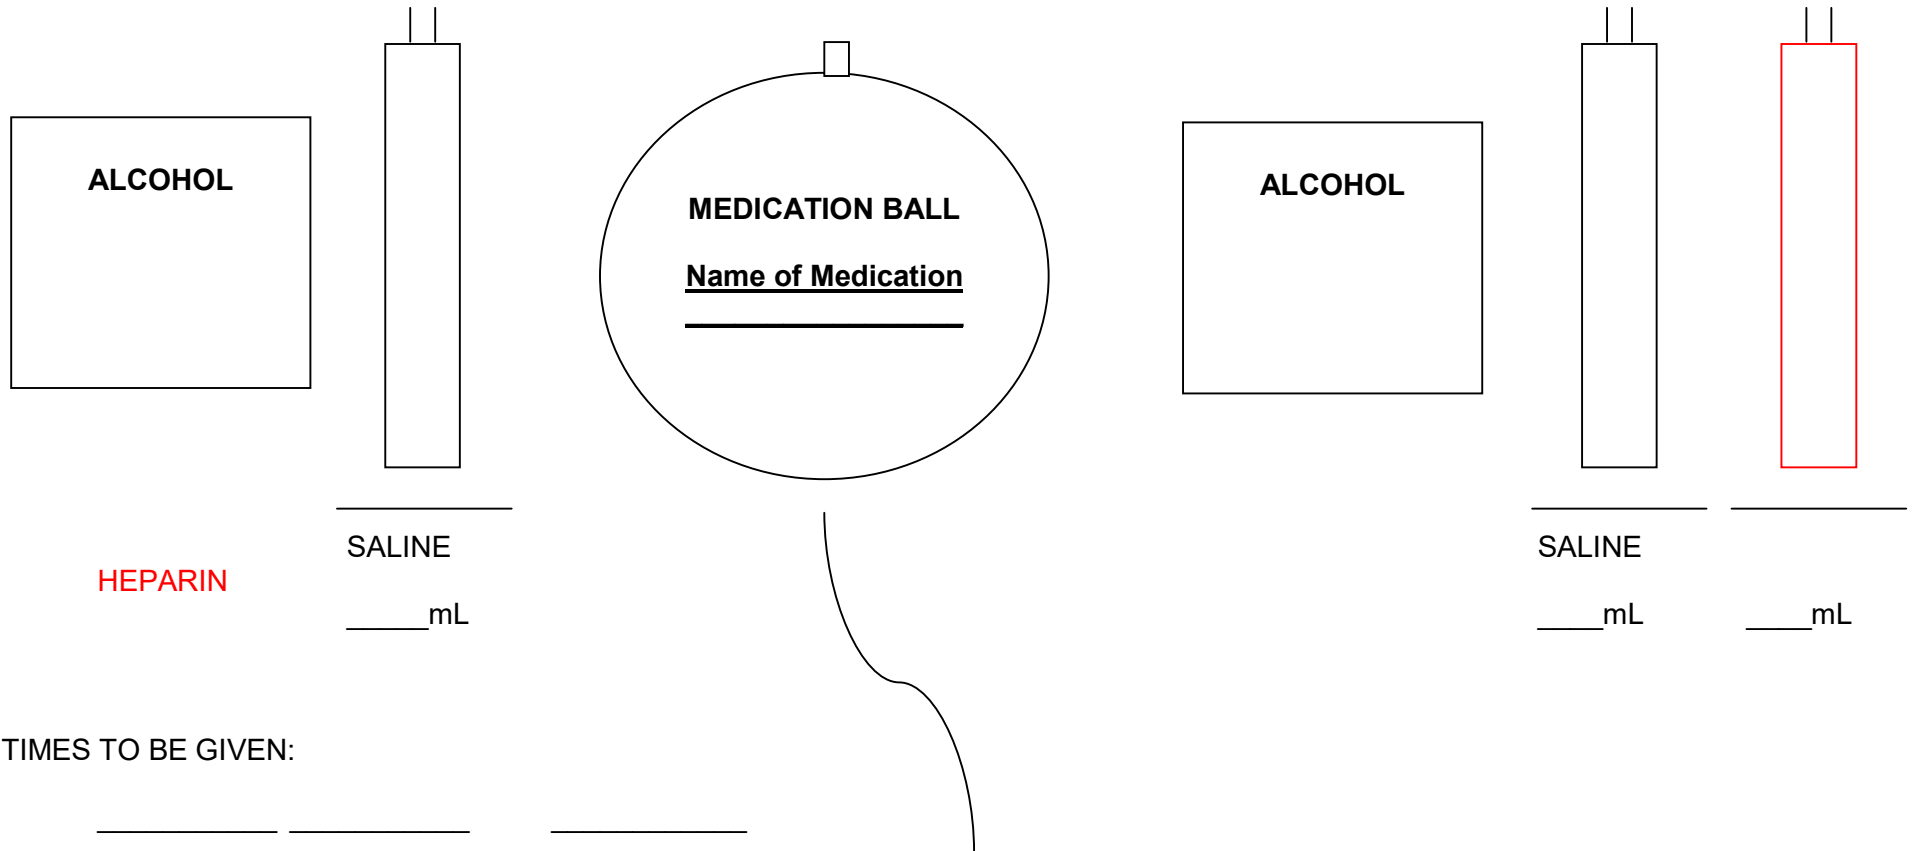 ALCOHOL
MEDICATION BALL
Name of Medication
ALCOHOL
SALINE
SALINE
HEPARIN
_____mL
____mL
____mL
TIMES TO BE GIVEN: